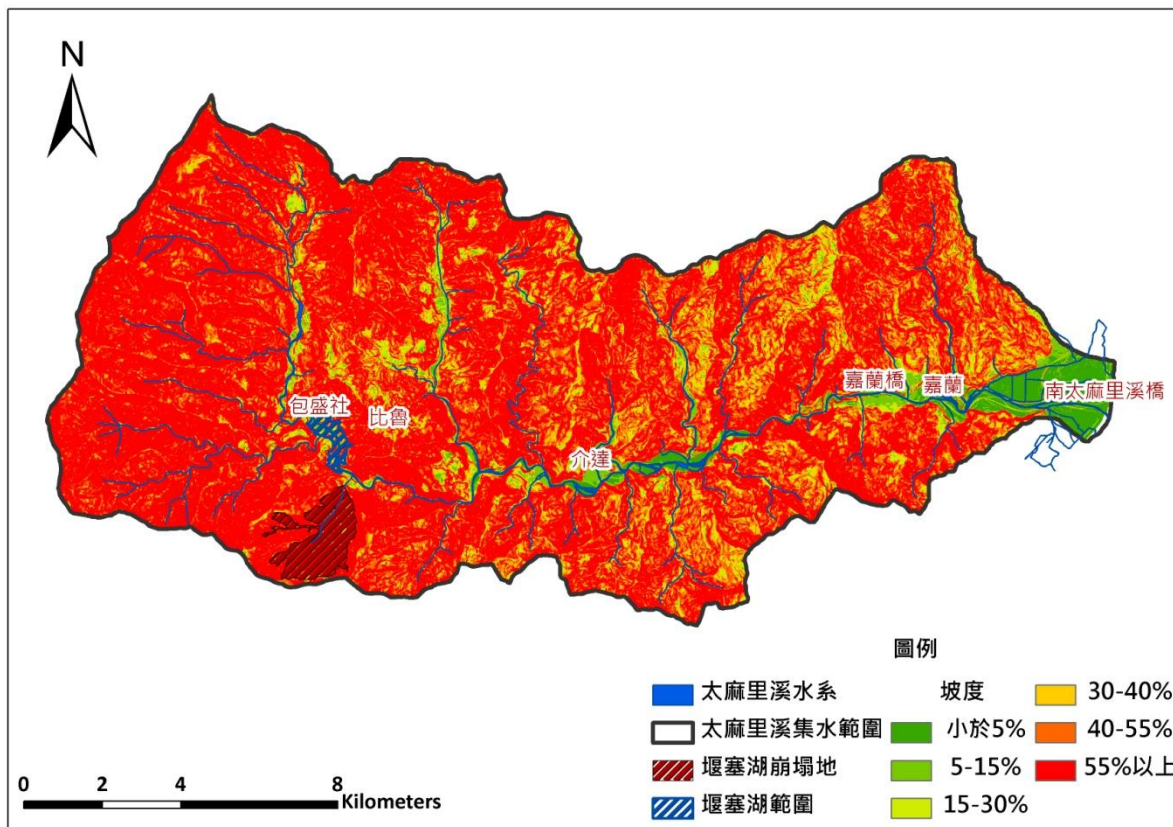 N
包盛社
比魯
介達
嘉蘭橋
嘉蘭
南太麻里溪橋
圖例
太麻里溪水系
太麻里溪集水範圍
堰塞湖崩塌地
堰塞湖範圍
坡度
小於5%
5-15%
15-30%
30-40%
40-55%
55%以上
0 2 4 8
Kilometers